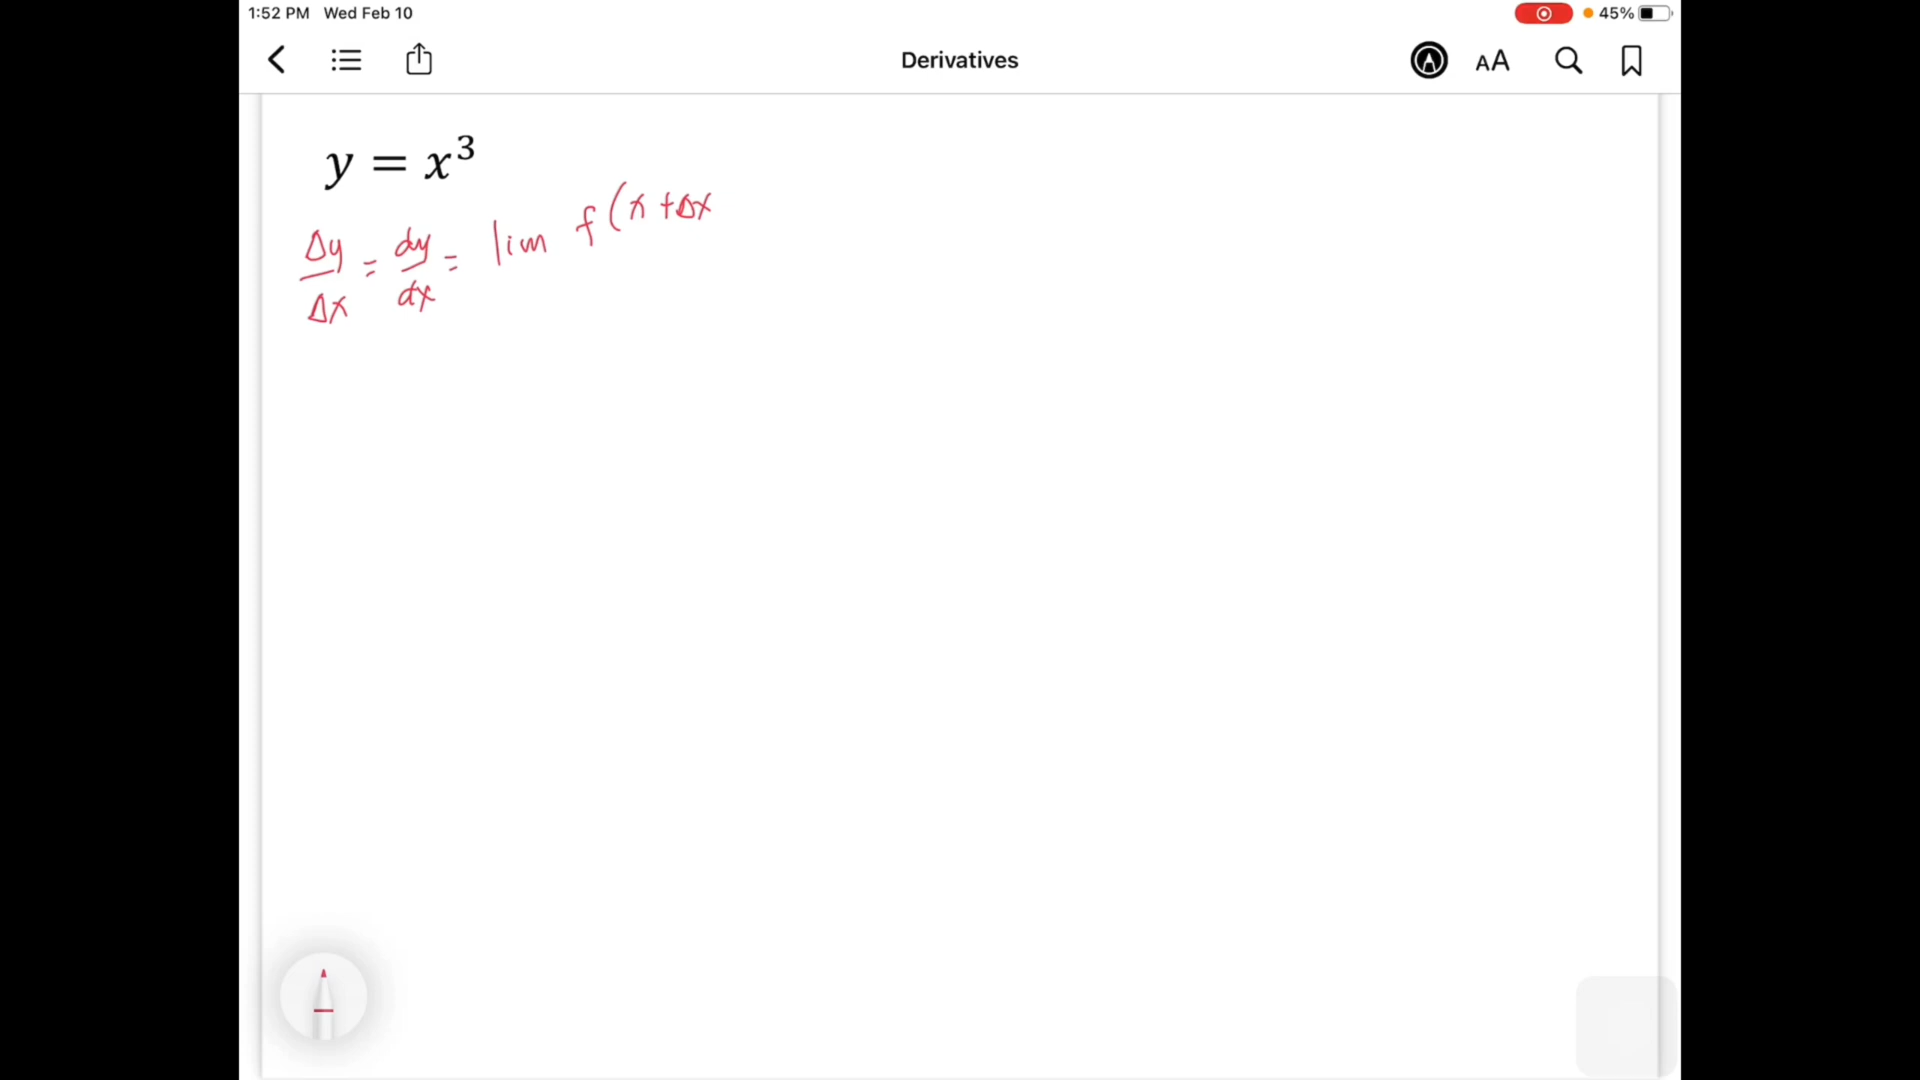 1:52 PM Wed Feb 10 45%
Derivatives
AA
y = x³
Δy/Δx = dy/dx = lim f(x + Δx